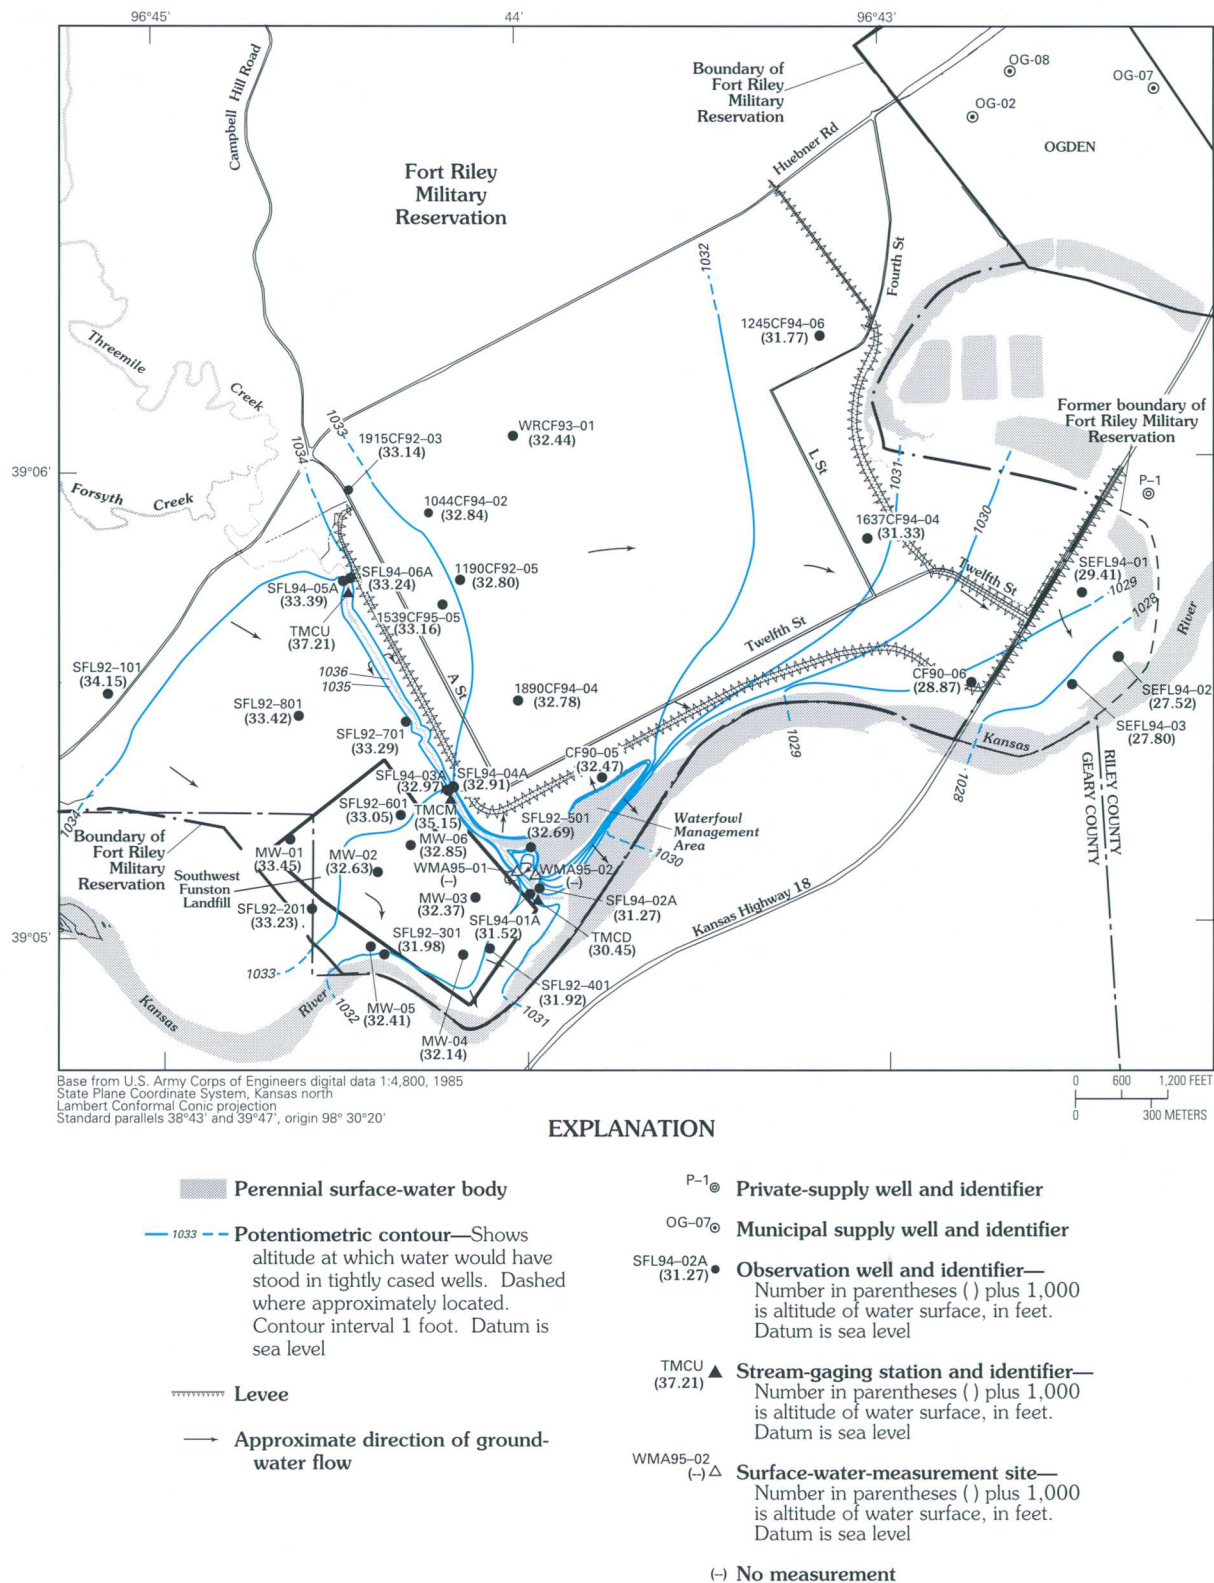 96°45'
44'
96°43'
Campbell Hill Road
Boundary of
Fort Riley
Military
Reservation
OG-08
OG-07
OG-02
OGDEN
Huebner Rd
Fort Riley
Military
Reservation
1032
Fourth St
1245CF94-06
(31.77)
Threemile
Creek
1033
1034
WRCF93-01
(32.44)
1915CF92-03
(33.14)
Former boundary of
Fort Riley Military
Reservation
L St
39°06'
Forsyth
Creek
1044CF94-02
(32.84)
1031
P-1
1030
1637CF94-04
(31.33)
SFL94-06A
(33.24)
SFL94-05A
(33.39)
1190CF92-05
(32.80)
SEFL94-01
(29.41)
1029
1028
Twelfth St
1539CF95-05
(33.16)
TMCU
(37.21)
River
Twelfth St
SFL92-101
(34.15)
1036
1035
A St
CF90-06
(28.87)
1890CF94-04
(32.78)
SEFL94-02
(27.52)
SFL92-801
(33.42)
SEFL94-03
(27.80)
SFL92-701
(33.29)
1029
Kansas
CF90-05
(32.47)
RILEY COUNTY
GEARY COUNTY
SFL94-03A
(32.97)
SFL94-04A
(32.91)
1028
SFL92-601
(33.05)
TMCM
(35.15)
SFL92-501
(32.69)
Waterfowl
Management
Area
1034
Boundary of
Fort Riley
Military
Reservation
MW-01
(33.45)
MW-02
(32.63)
MW-06
(32.85)
WMA95-01
(--)
WMA95-02
(--)
1030
Southwest
Funston
Landfill
MW-03
(32.37)
SFL94-02A
(31.27)
Kansas Highway 18
SFL92-201
(33.23)
SFL94-01A
(31.52)
39°05'
SFL92-301
(31.98)
TMCD
(30.45)
1033
SFL92-401
(31.92)
Kansas
River
1032
MW-05
(32.41)
1031
MW-04
(32.14)
Base from U.S. Army Corps of Engineers digital data 1:4,800, 1985
State Plane Coordinate System, Kansas north
Lambert Conformal Conic projection
Standard parallels 38°43' and 39°47', origin 98° 30°20'
0 600 1,200 FEET
0 300 METERS
EXPLANATION
Perennial surface-water body
1033 Potentiometric contour—Shows
altitude at which water would have
stood in tightly cased wells. Dashed
where approximately located.
Contour interval 1 foot. Datum is
sea level
Levee
Approximate direction of ground-
water flow
P-1 Private-supply well and identifier
OG-07 Municipal supply well and identifier
SFL94-02A
(31.27) Observation well and identifier—
Number in parentheses ( ) plus 1,000
is altitude of water surface, in feet.
Datum is sea level
TMCU
(37.21) Stream-gaging station and identifier—
Number in parentheses ( ) plus 1,000
is altitude of water surface, in feet.
Datum is sea level
WMA95-02
(--) Surface-water-measurement site—
Number in parentheses ( ) plus 1,000
is altitude of water surface, in feet.
Datum is sea level
(--) No measurement